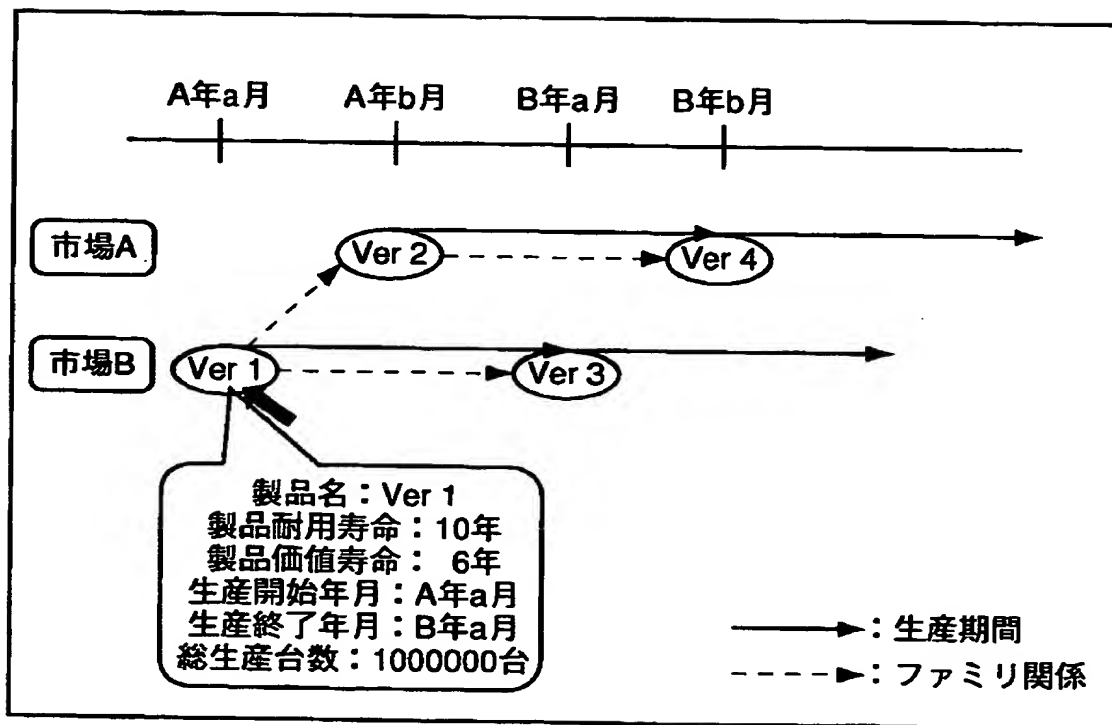 A年a月 A年b月 B年a月 B年b月
市場A
Ver 2
Ver 4
市場B
Ver 1
Ver 3
製品名：Ver 1
製品耐用寿命：10年
製品価値寿命： 6年
生産開始年月：A年a月
生産終了年月：B年a月
総生産台数：1000000台
：生産期間
：ファミリ関係